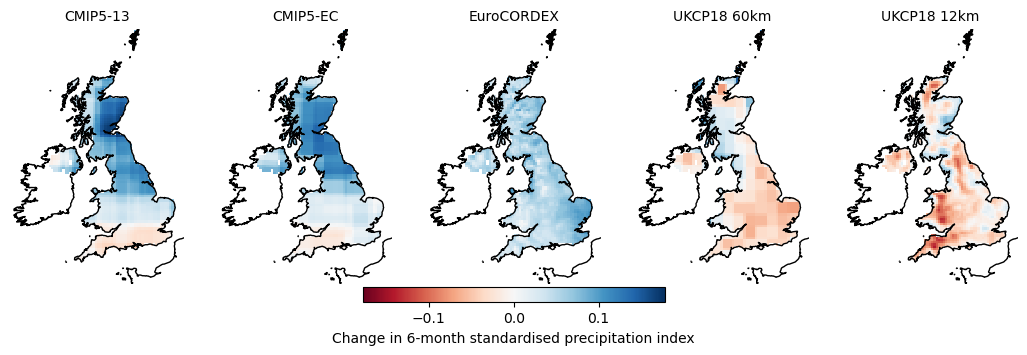 CMIP5-13 CMIP5-EC EuroCORDEX UKCP18 60km UKCP18 12km
−0.1 0.0 0.1
Change in 6-month standardised precipitation index